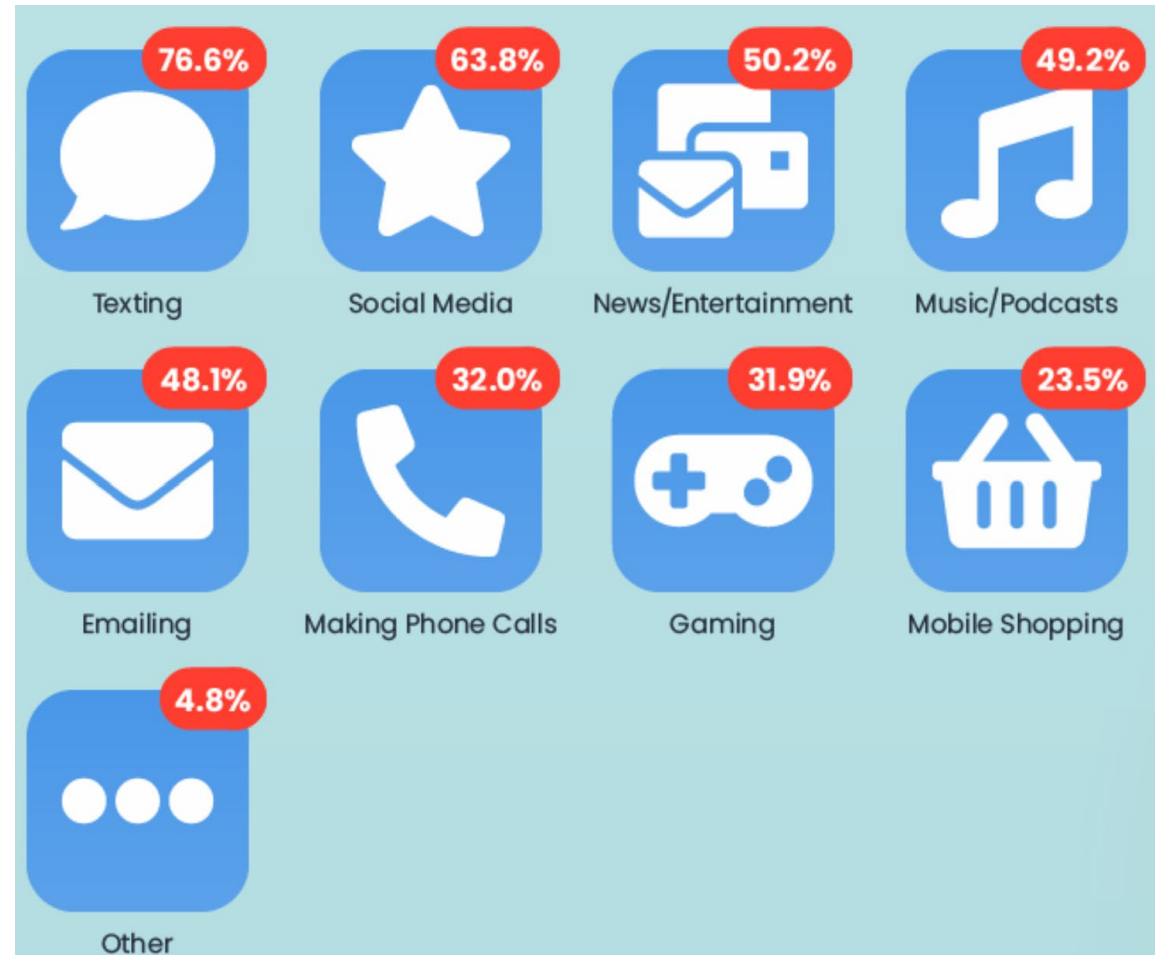 76.6% 63.8% 50.2% 49.2%
Texting Social Media News/Entertainment Music/Podcasts
48.1% 32.0% 31.9% 23.5%
Emailing Making Phone Calls Gaming Mobile Shopping
4.8%
Other